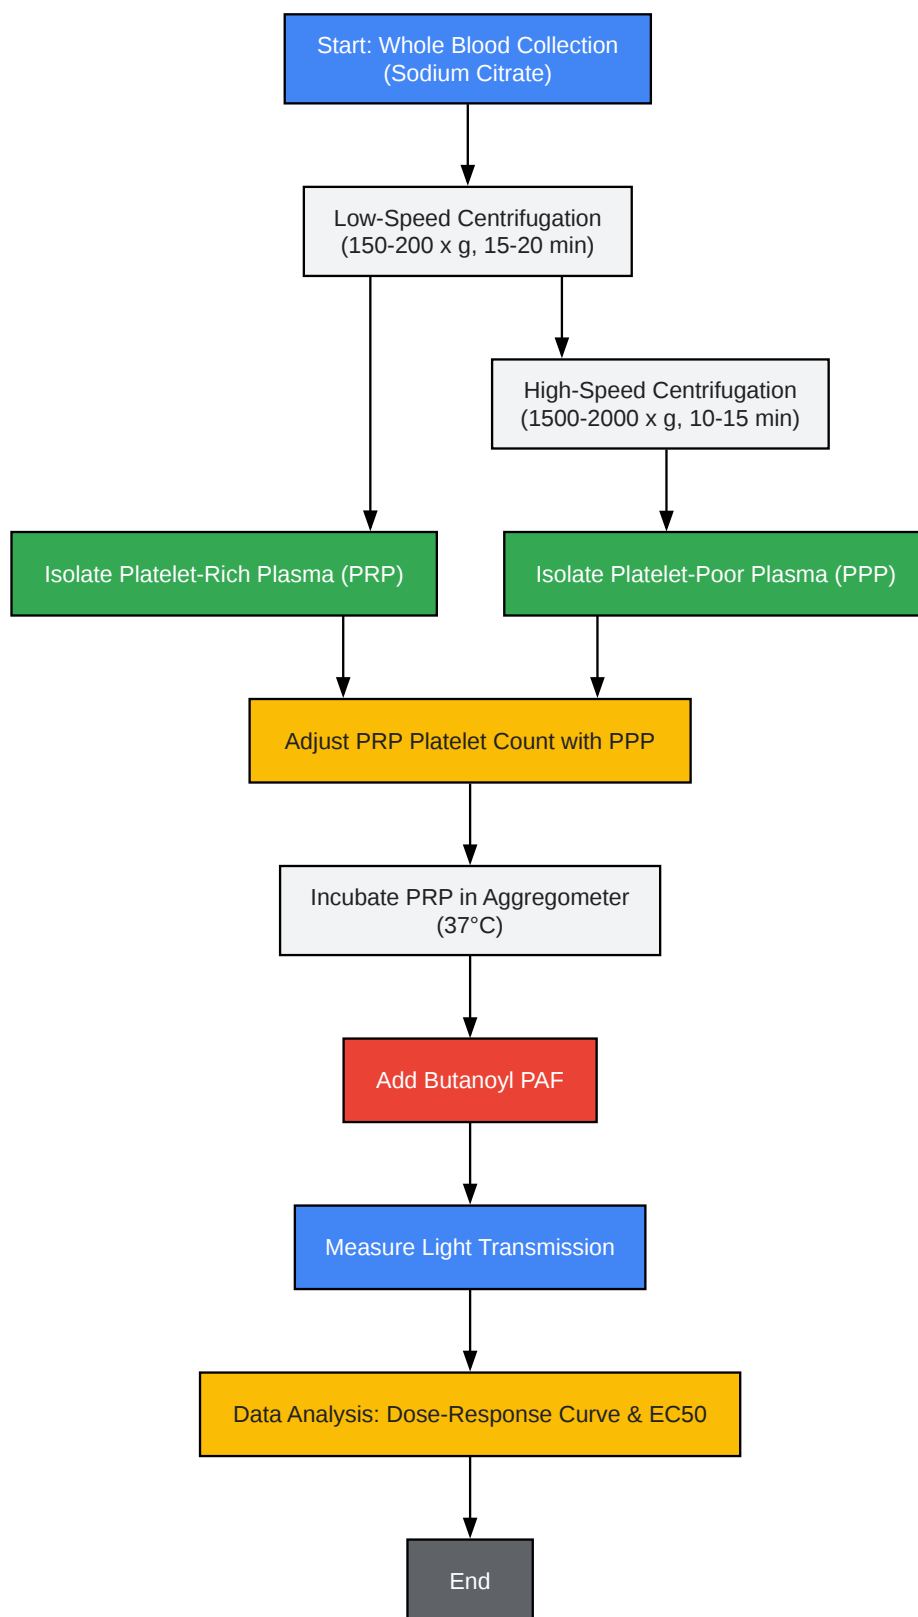 Start: Whole Blood Collection
(Sodium Citrate)
Low-Speed Centrifugation
(150-200 x g, 15-20 min)
High-Speed Centrifugation
(1500-2000 x g, 10-15 min)
Isolate Platelet-Rich Plasma (PRP)
Isolate Platelet-Poor Plasma (PPP)
Adjust PRP Platelet Count with PPP
Incubate PRP in Aggregometer
(37°C)
Add Butanoyl PAF
Measure Light Transmission
Data Analysis: Dose-Response Curve & EC50
End